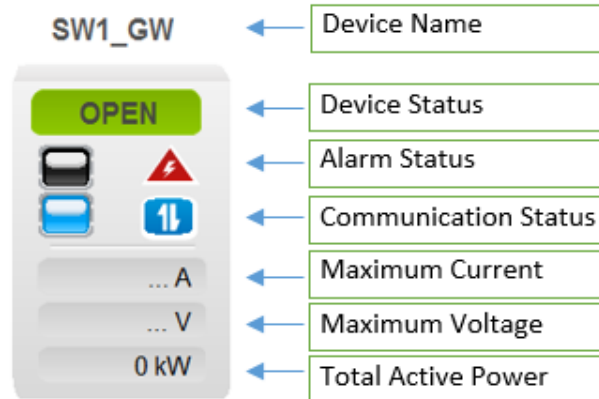 SW1_GW Device Name
OPEN Device Status
Alarm Status
Communication Status
... A Maximum Current
... V Maximum Voltage
0 kW Total Active Power